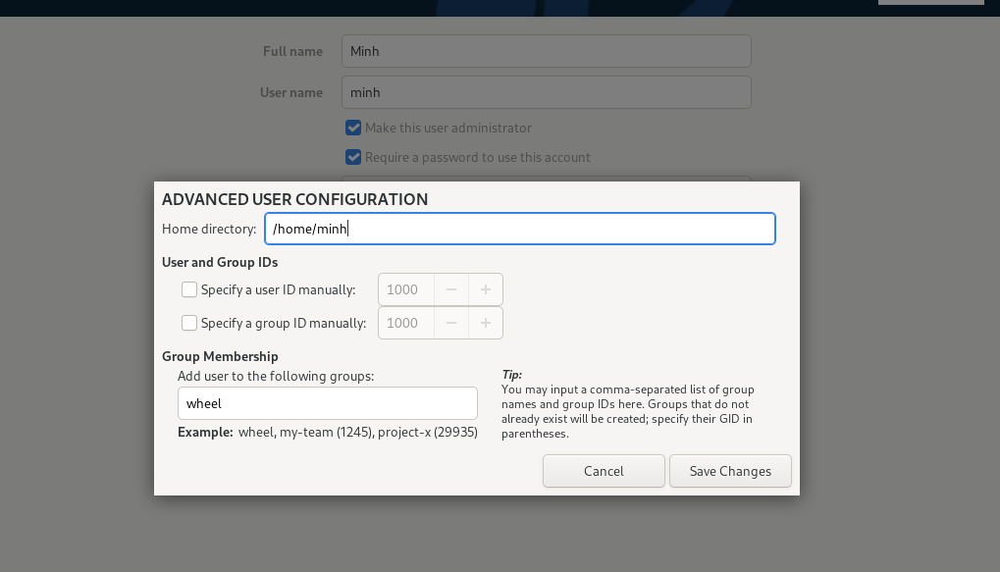 Full name Minh
User name minh
Make this user administrator
Require a password to use this account
ADVANCED USER CONFIGURATION
Home directory: /home/minh
User and Group IDs
Specify a user ID manually: 1000 − +
Specify a group ID manually: 1000 − +
Group Membership
Add user to the following groups:
wheel
Example: wheel, my-team (1245), project-x (29935)
Tip:
You may input a comma-separated list of group
names and group IDs here. Groups that do not
already exist will be created; specify their GID in
parentheses.
Cancel Save Changes